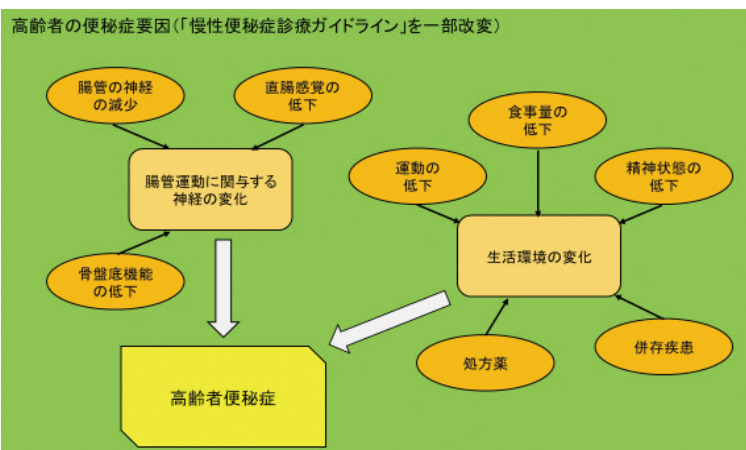 高齢者の便秘症要因(「慢性便秘症診療ガイドライン」を一部改変)
腸管の神経
の減少
直腸感覚の
低下
腸管運動に関与する
神経の変化
骨盤底機能
の低下
食事量の
低下
運動の
低下
精神状態の
低下
生活環境の変化
処方薬
併存疾患
高齢者便秘症